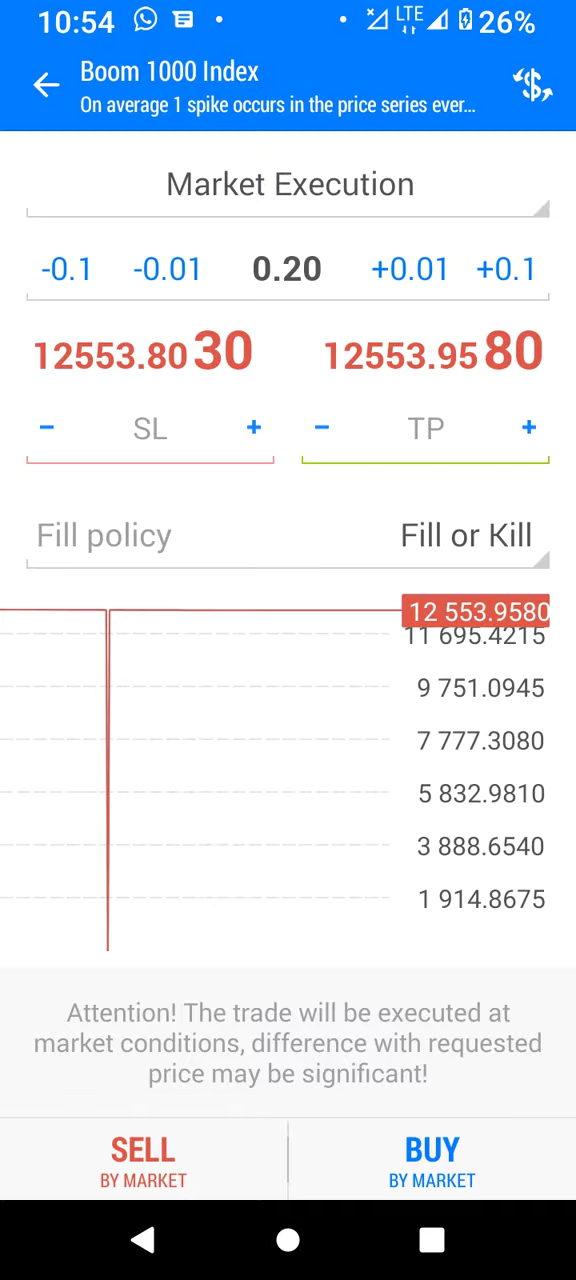 10:54 LTE 26%
Boom 1000 Index
On average 1 spike occurs in the price series ever...
Market Execution
-0.1 -0.01 0.20 +0.01 +0.1
12553.8030 12553.9580
- SL + - TP +
Fill policy Fill or Kill
12 553.9580
11 695.4215
9 751.0945
7 777.3080
5 832.9810
3 888.6540
1 914.8675
Attention! The trade will be executed at
market conditions, difference with requested
price may be significant!
SELL BUY
BY MARKET BY MARKET